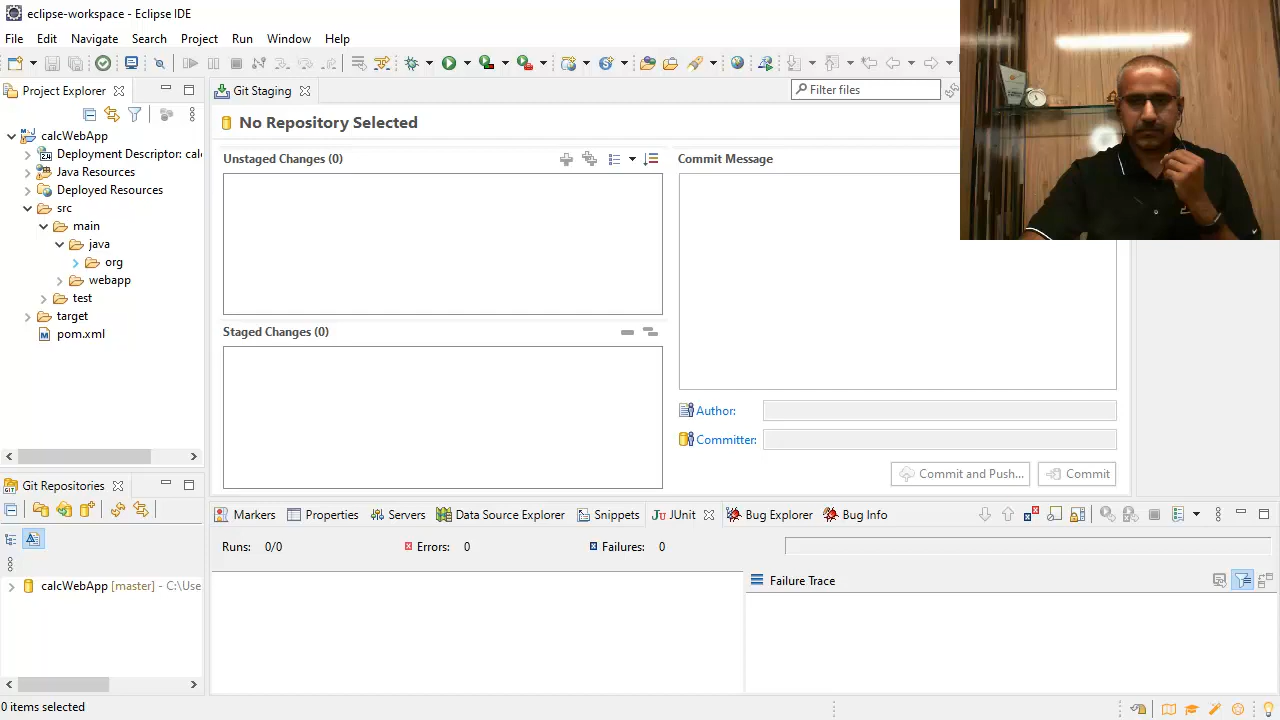 eclipse-workspace - Eclipse IDE
File Edit Navigate Search Project Run Window Help
Project Explorer
calcWebApp
Deployment Descriptor: cal
Java Resources
Deployed Resources
src
main
java
org
webapp
test
target
pom.xml
Git Repositories
calcWebApp [master] - C:\Use
Git Staging
Filter files
No Repository Selected
Unstaged Changes (0)
Staged Changes (0)
Commit Message
Author:
Committer:
Commit and Push...
Commit
Markers Properties Servers Data Source Explorer Snippets JUnit Bug Explorer Bug Info
Runs: 0/0 Errors: 0 Failures: 0
Failure Trace
0 items selected